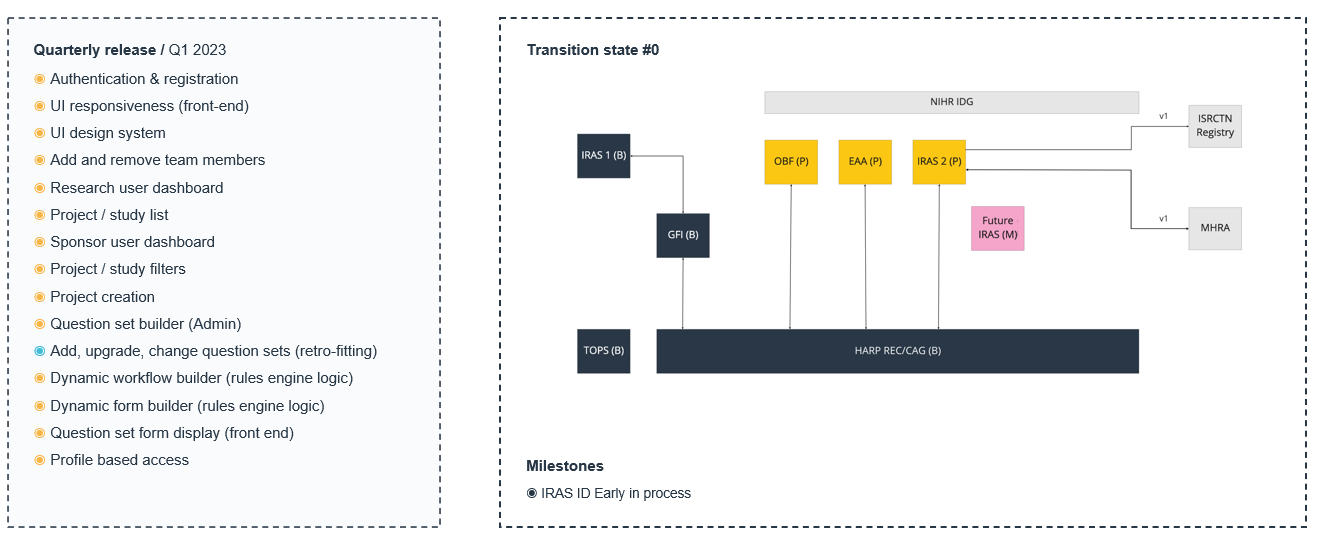 Quarterly release / Q1 2023
Authentication & registration
UI responsiveness (front-end)
UI design system
Add and remove team members
Research user dashboard
Project / study list
Sponsor user dashboard
Project / study filters
Project creation
Question set builder (Admin)
Add, upgrade, change question sets (retro-fitting)
Dynamic workflow builder (rules engine logic)
Dynamic form builder (rules engine logic)
Question set form display (front end)
Profile based access
Transition state #0
NIHR IDG
ISRCTN
Registry
v1
IRAS 1 (B)
OBF (P)
EAA (P)
IRAS 2 (P)
GFI (B)
Future
IRAS (M)
v1
MHRA
TOPS (B)
HARP REC/CAG (B)
Milestones
IRAS ID Early in process